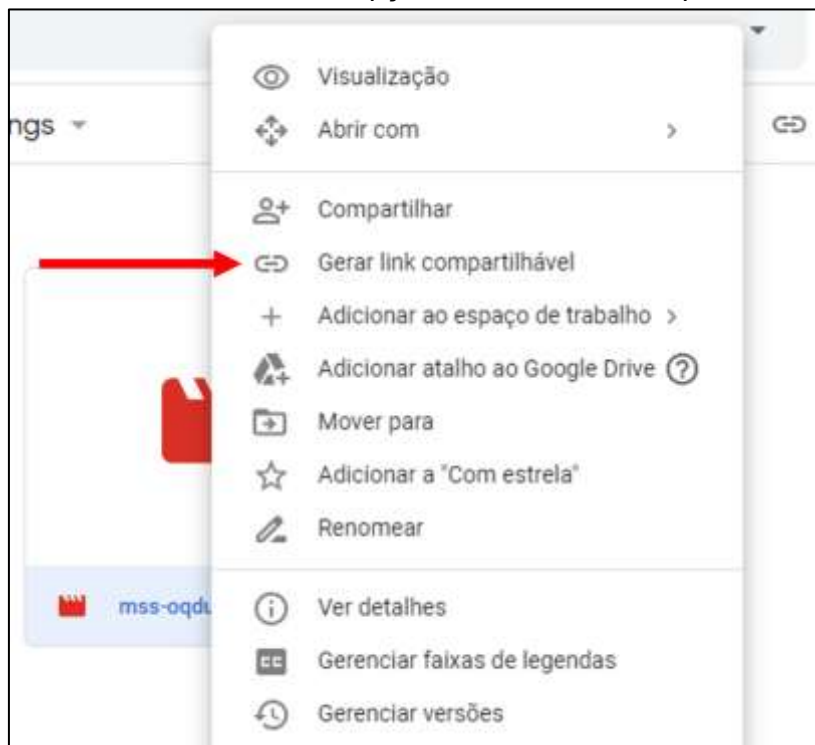 Visualização
ngs
Abrir com
Compartilhar
Gerar link compartilhável
Adicionar ao espaço de trabalho
Adicionar atalho ao Google Drive
Mover para
Adicionar a "Com estrela"
Renomear
mss-oqdu
Ver detalhes
Gerenciar faixas de legendas
Gerenciar versões